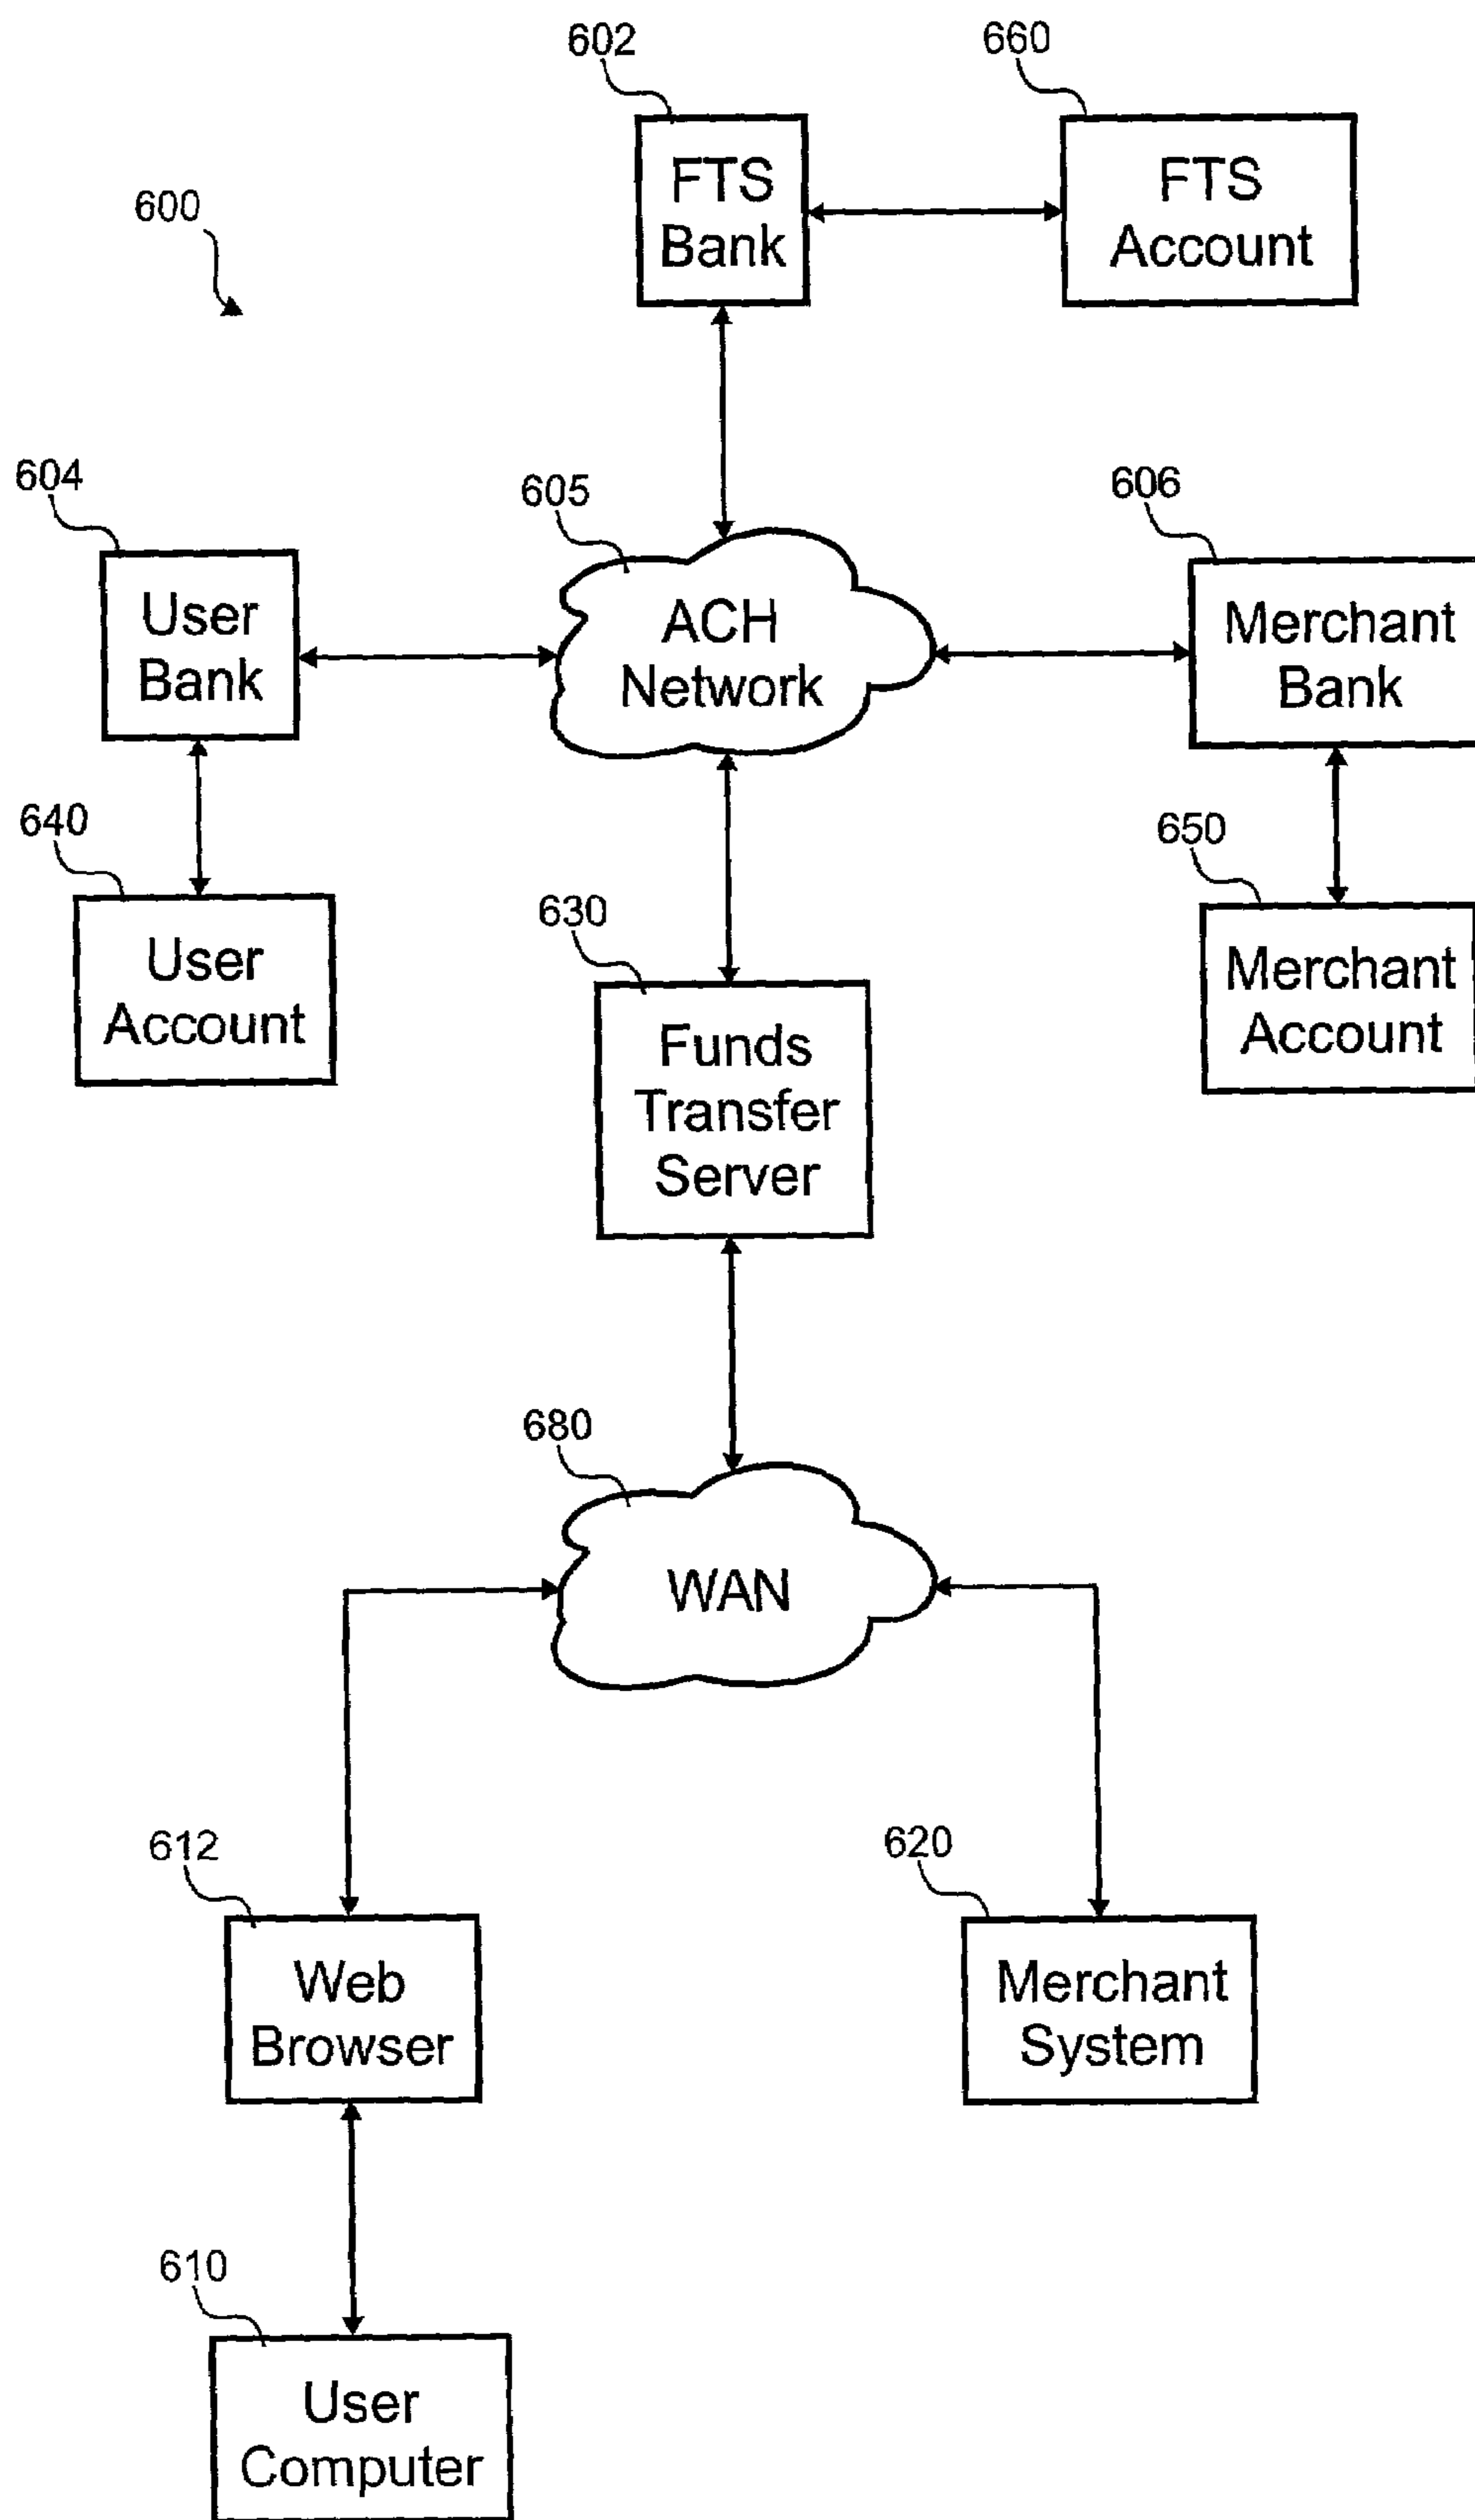 602
660
FTS
Bank
FTS
Account
600
604
605
606
User
Bank
ACH
Network
Merchant
Bank
640
650
User
Account
630
Merchant
Account
Funds
Transfer
Server
680
WAN
612
620
Web
Browser
Merchant
System
610
User
Computer